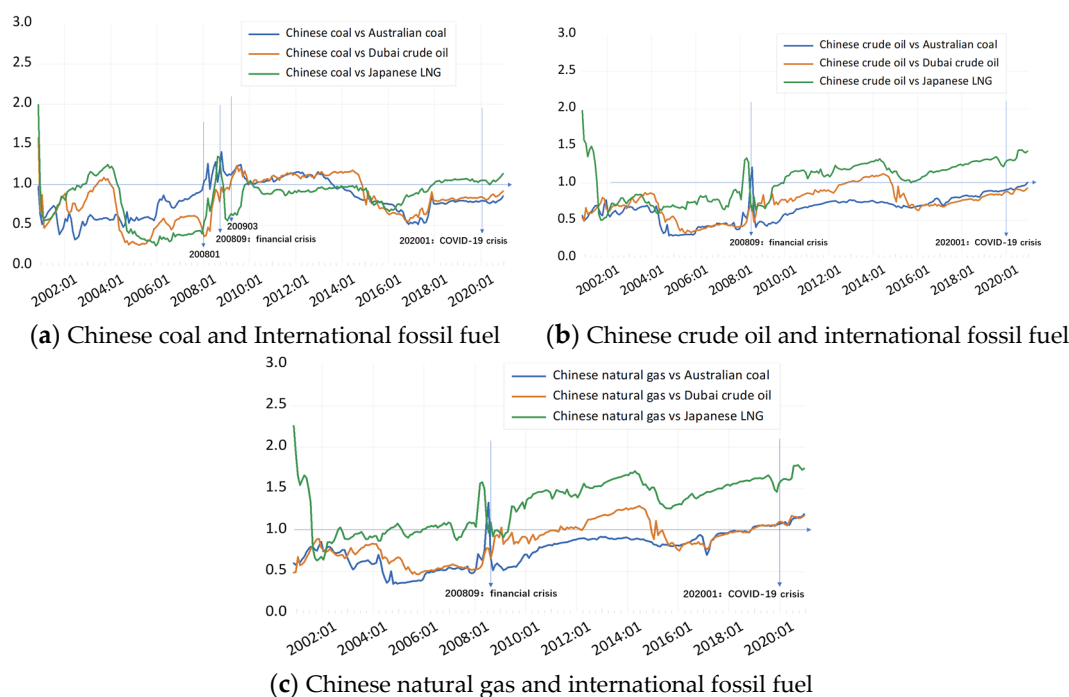 3.0
2.5
2.0
1.5
1.0
0.5
0.0
Chinese coal vs Australian coal
Chinese coal vs Dubai crude oil
Chinese coal vs Japanese LNG
200903
200809: financial crisis
200801
202001: COVID-19 crisis
2002:01 2004:01 2006:01 2008:01 2010:01 2012:01 2014:01 2016:01 2018:01 2020:01
(a) Chinese coal and International fossil fuel
3.0
2.5
2.0
1.5
1.0
0.5
0.0
Chinese crude oil vs Australian coal
Chinese crude oil vs Dubai crude oil
Chinese crude oil vs Japanese LNG
200809: financial crisis
202001: COVID-19 crisis
2002:01 2004:01 2006:01 2008:01 2010:01 2012:01 2014:01 2016:01 2018:01 2020:01
(b) Chinese crude oil and international fossil fuel
3.0
2.5
2.0
1.5
1.0
0.5
0.0
Chinese natural gas vs Australian coal
Chinese natural gas vs Dubai crude oil
Chinese natural gas vs Japanese LNG
200809: financial crisis
202001: COVID-19 crisis
2002:01 2004:01 2006:01 2008:01 2010:01 2012:01 2014:01 2016:01 2018:01 2020:01
(c) Chinese natural gas and international fossil fuel